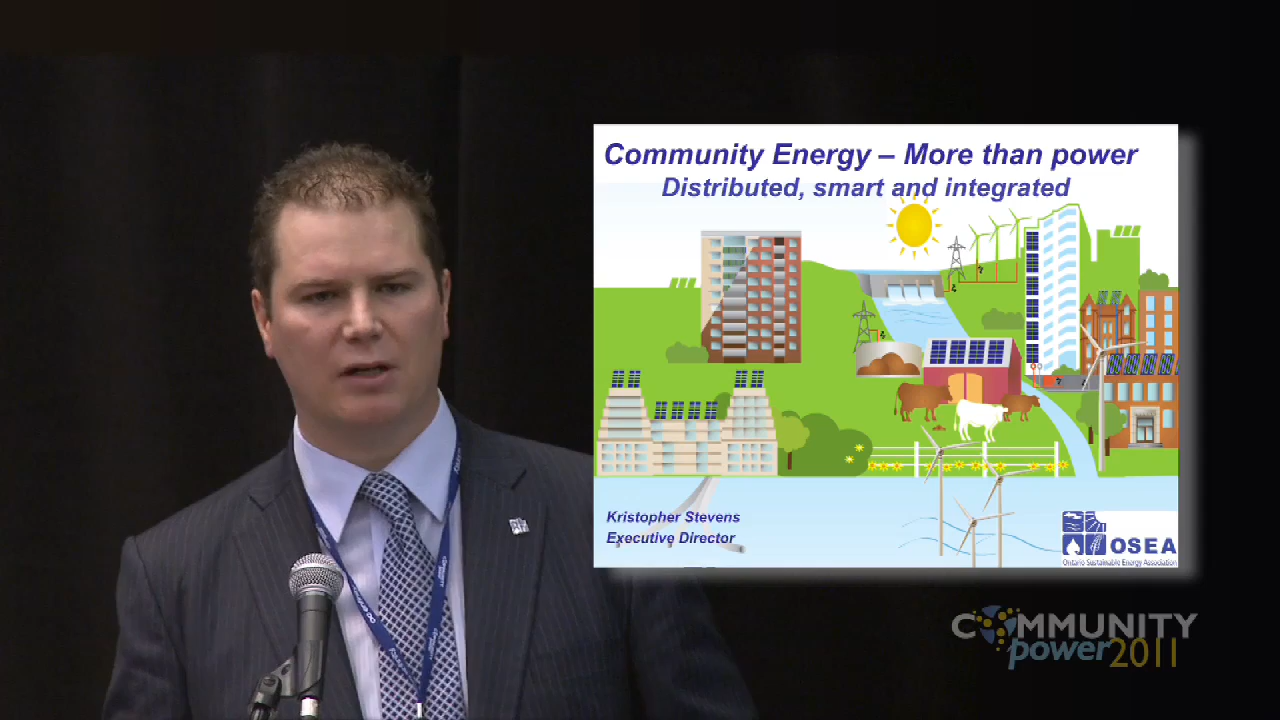 Community Energy – More than power
Distributed, smart and integrated
Kristopher Stevens
Executive Director
OSEA
Ontario Sustainable Energy Association
COMMUNITY
power2011